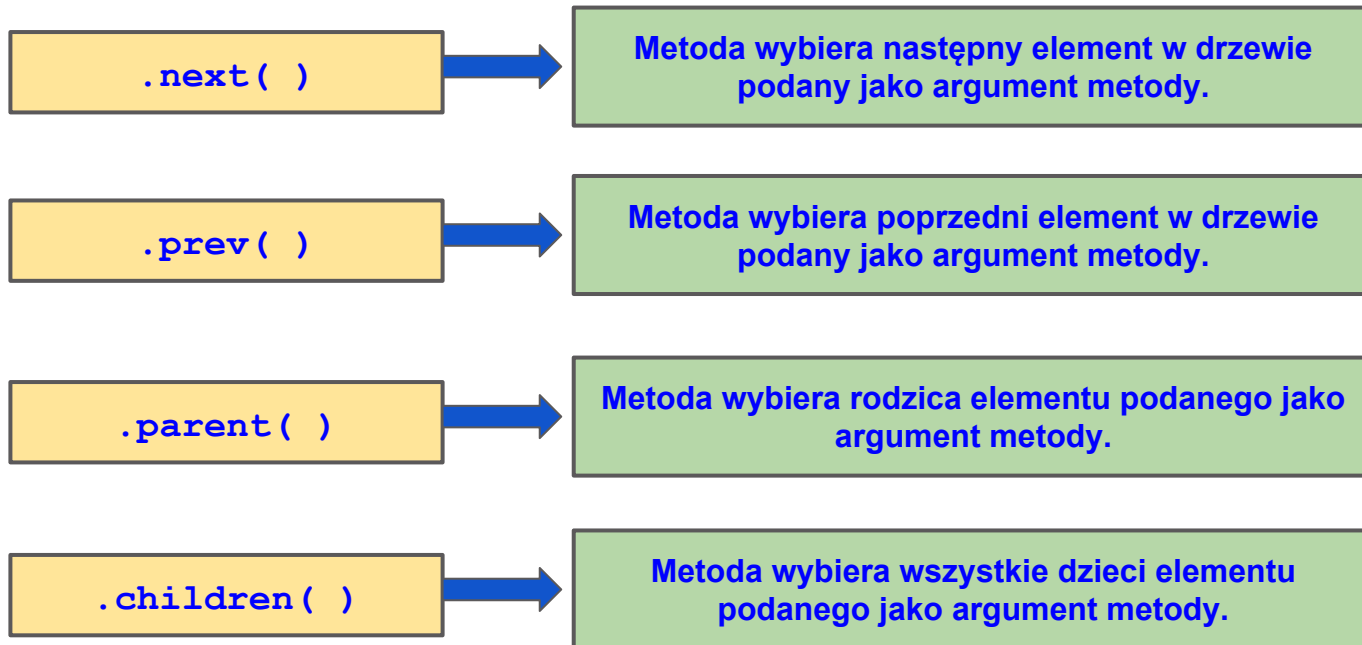 .next( )
Metoda wybiera następny element w drzewie
podany jako argument metody.
.prev( )
Metoda wybiera poprzedni element w drzewie
podany jako argument metody.
.parent( )
Metoda wybiera rodzica elementu podanego jako
argument metody.
.children( )
Metoda wybiera wszystkie dzieci elementu
podanego jako argument metody.